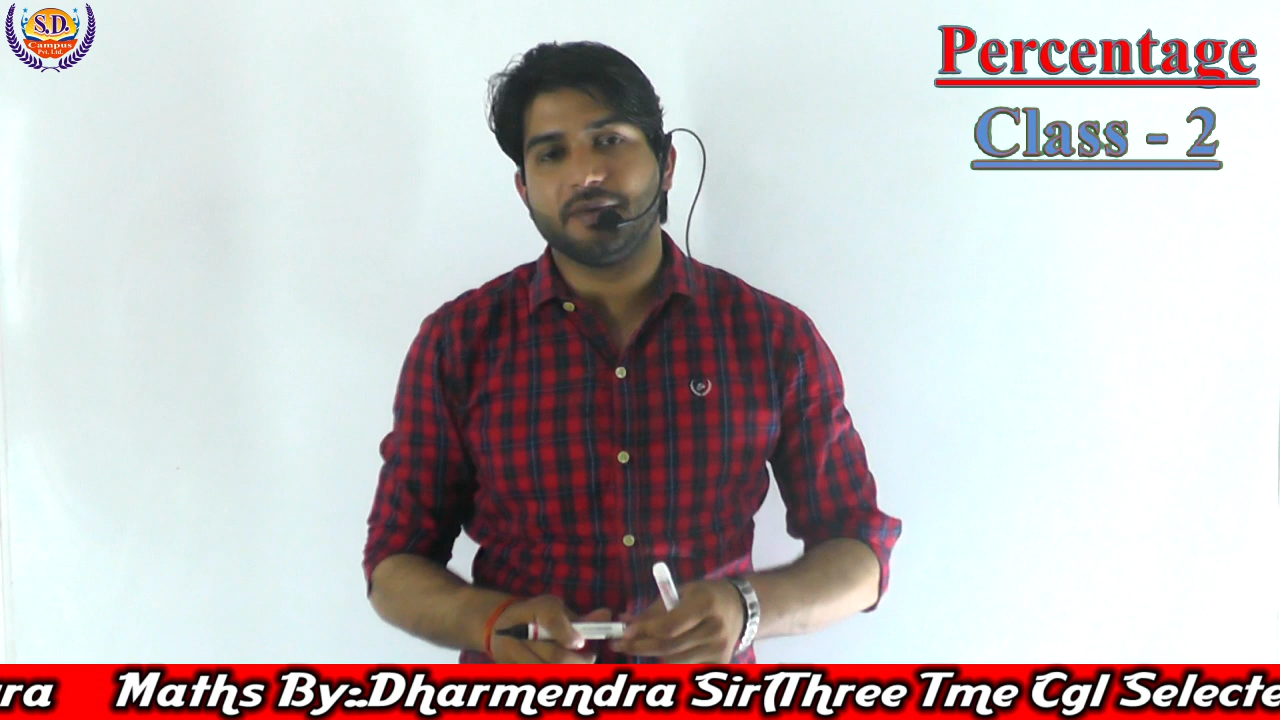 S.D.
Campus
Pvt. Ltd.
Percentage
Class - 2
Maths By:.Dharmendra Sir(Three Tme Cgl Selecte